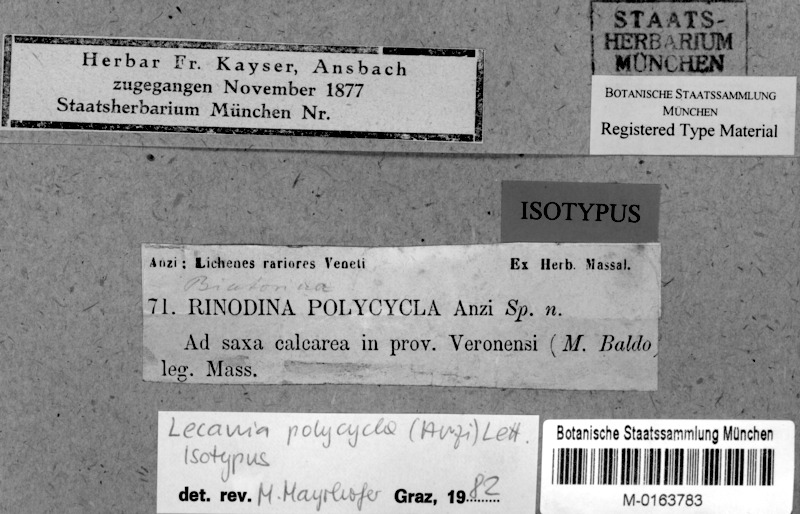 STAATS-
HERBARIUM
MÜNCHEN
Herbar Fr. Kayser, Ansbach
zugegangen November 1877
Staatsherbarium München Nr.
BOTANISCHE STAATSSAMMLUNG
MÜNCHEN
Registered Type Material
ISOTYPUS
Anzi: Lichenes rariores Veneti Ex Herb. Massal.
Biatorina
71. RINODINA POLYCYCLA Anzi Sp. n.
Ad saxa calcarea in prov. Veronensi (M. Baldo)
leg. Mass.
Lecania polycycla (Anzi) Lett.
Isotypus
det. rev. M. Mayrhofer Graz, 1982
Botanische Staatssammlung München
M-0163783